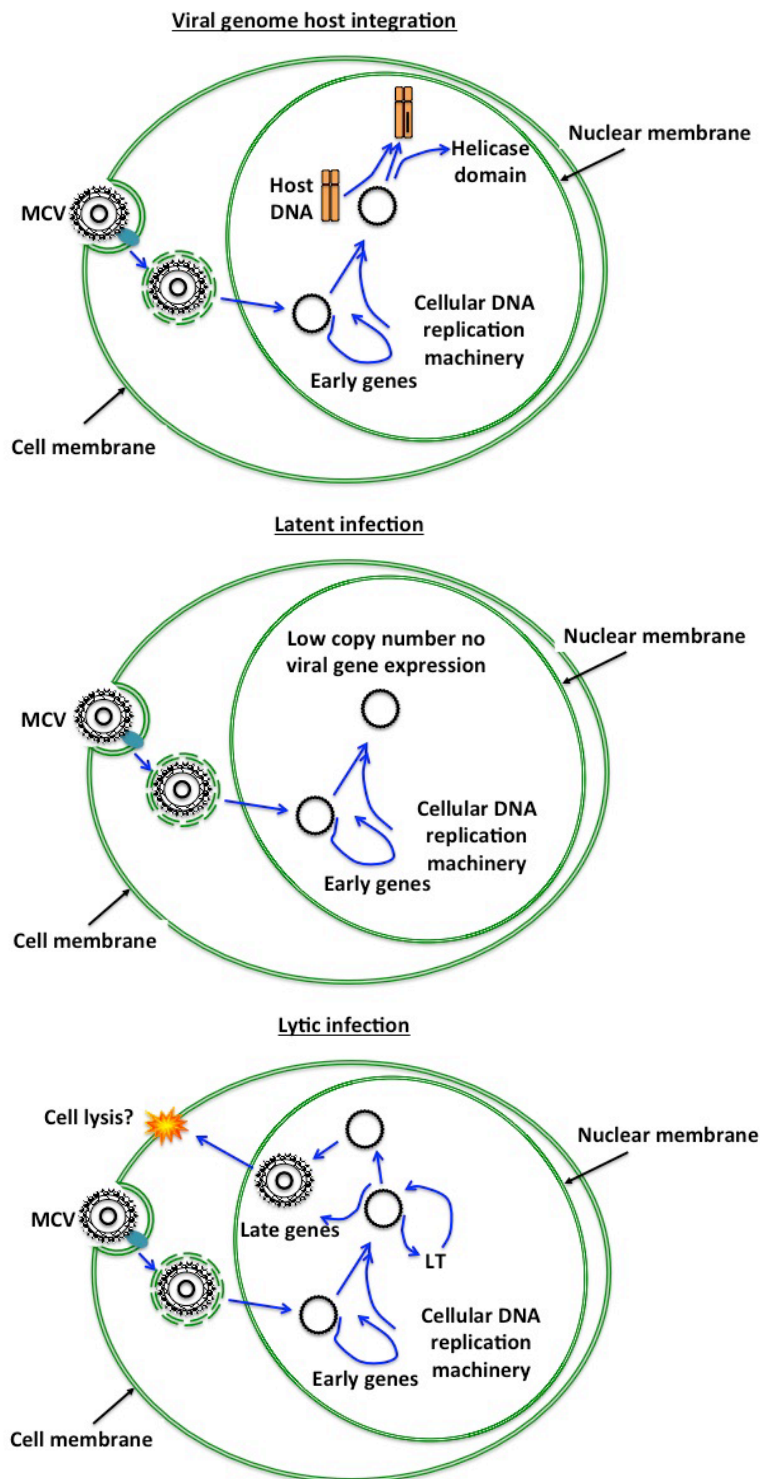 Viral genome host integration
Nuclear membrane
Helicase
domain
Host
DNA
MCV
Cellular DNA
replication
machinery
Early genes
Cell membrane
Latent infection
Low copy number no
viral gene expression
Nuclear membrane
MCV
Cellular DNA
replication
machinery
Early genes
Cell membrane
Lytic infection
Cell lysis?
Nuclear membrane
MCV
Late genes
LT
Cellular DNA
replication
machinery
Early genes
Cell membrane